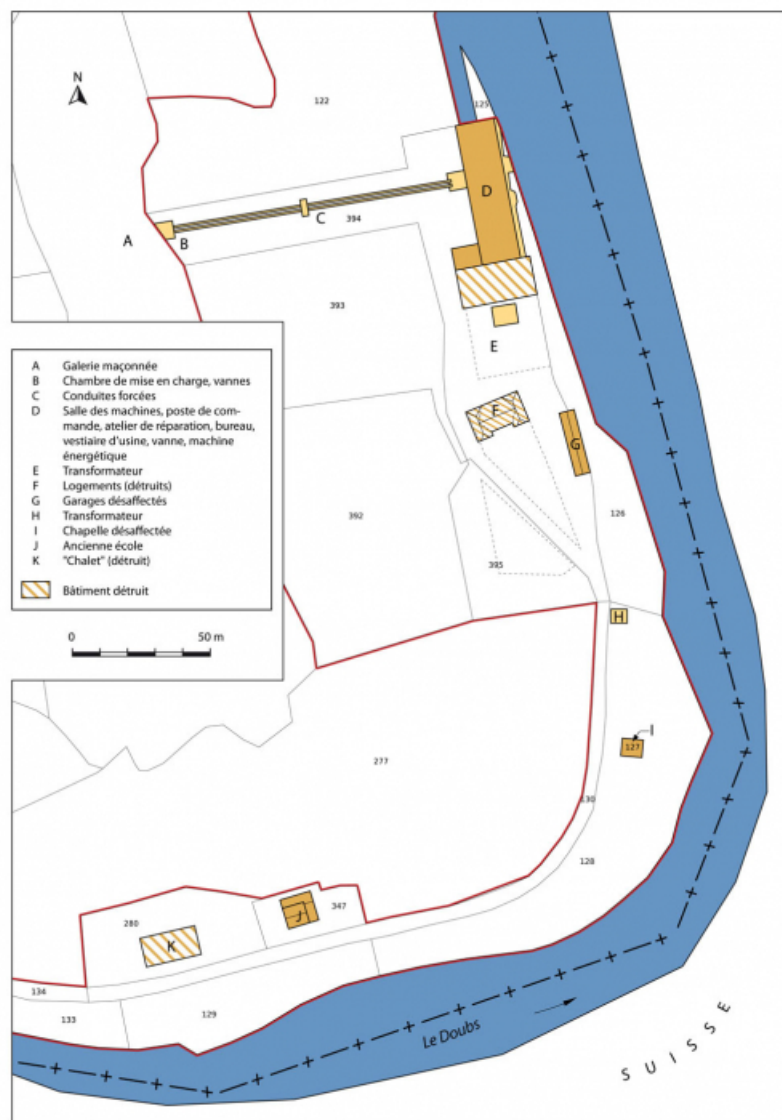 N
122
125
D
A
B
C
394
393
E
A Galerie maçonnée
B Chambre de mise en charge, vannes
C Conduites forcées
D Salle des machines, poste de com-
mande, atelier de réparation, bureau,
vestiaire d'usine, vanne, machine
énergétique
E Transformateur
F Logements (détruits)
G Garages désaffectés
H Transformateur
I Chapelle désaffectée
J Ancienne école
K "Chalet" (détruit)
Bâtiment détruit
0 50 m
F
G
392
126
395
H
I
127
277
130
128
280
347
J
K
134
133
129
Le Doubs
SUISSE